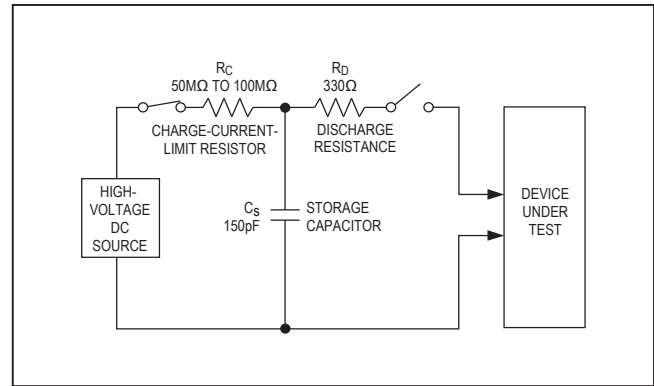 RC
50MΩ TO 100MΩ
CHARGE-CURRENT-
LIMIT RESISTOR
RD
330Ω
DISCHARGE
RESISTANCE
HIGH-
VOLTAGE
DC
SOURCE
CS
150pF
STORAGE
CAPACITOR
DEVICE
UNDER
TEST